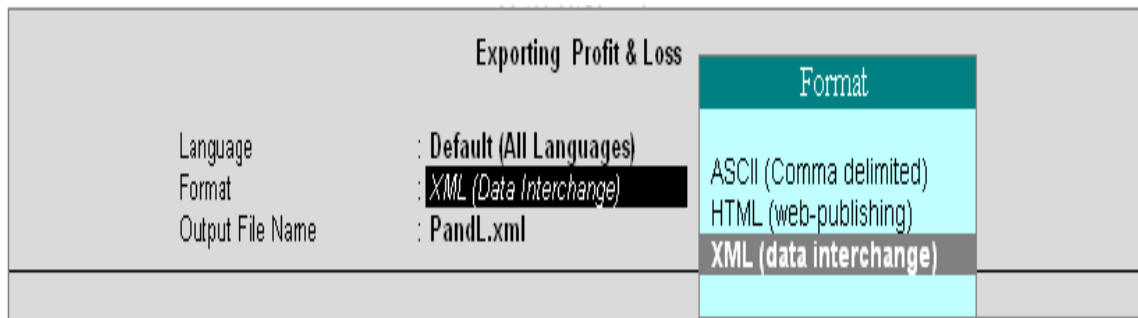 Exporting Profit & Loss
Language : Default (All Languages)
Format : XML (Data Interchange)
Output File Name : PandL.xml
Format
ASCII (Comma delimited)
HTML (web-publishing)
XML (data interchange)